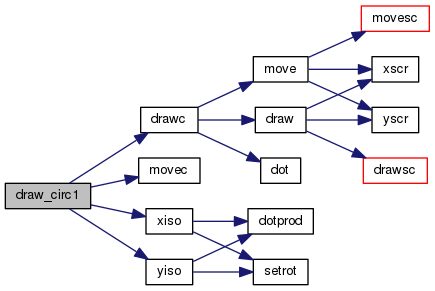 movesc
move
xscr
drawc
draw
yscr
movec
dot
drawsc
draw_circ1
xiso
dotprod
yiso
setrot